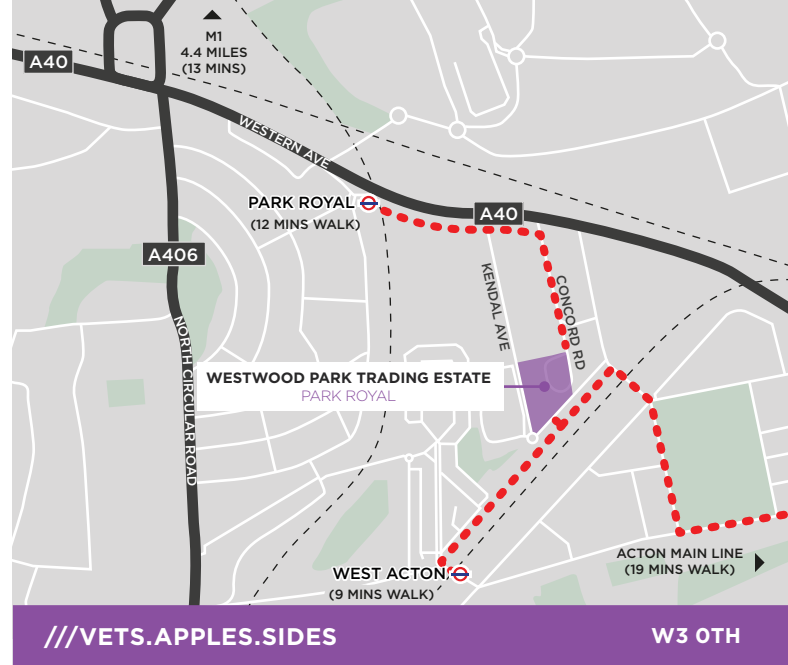 M1
4.4 MILES
(13 MINS)
A40
WESTERN AVE
PARK ROYAL
(12 MINS WALK)
A40
A406
KENDAL AVE
CONCORD RD
NORTH CIRCULAR ROAD
WESTWOOD PARK TRADING ESTATE
PARK ROYAL
ACTON MAIN LINE
(19 MINS WALK)
WEST ACTON
(9 MINS WALK)
///VETS.APPLES.SIDES
W3 0TH